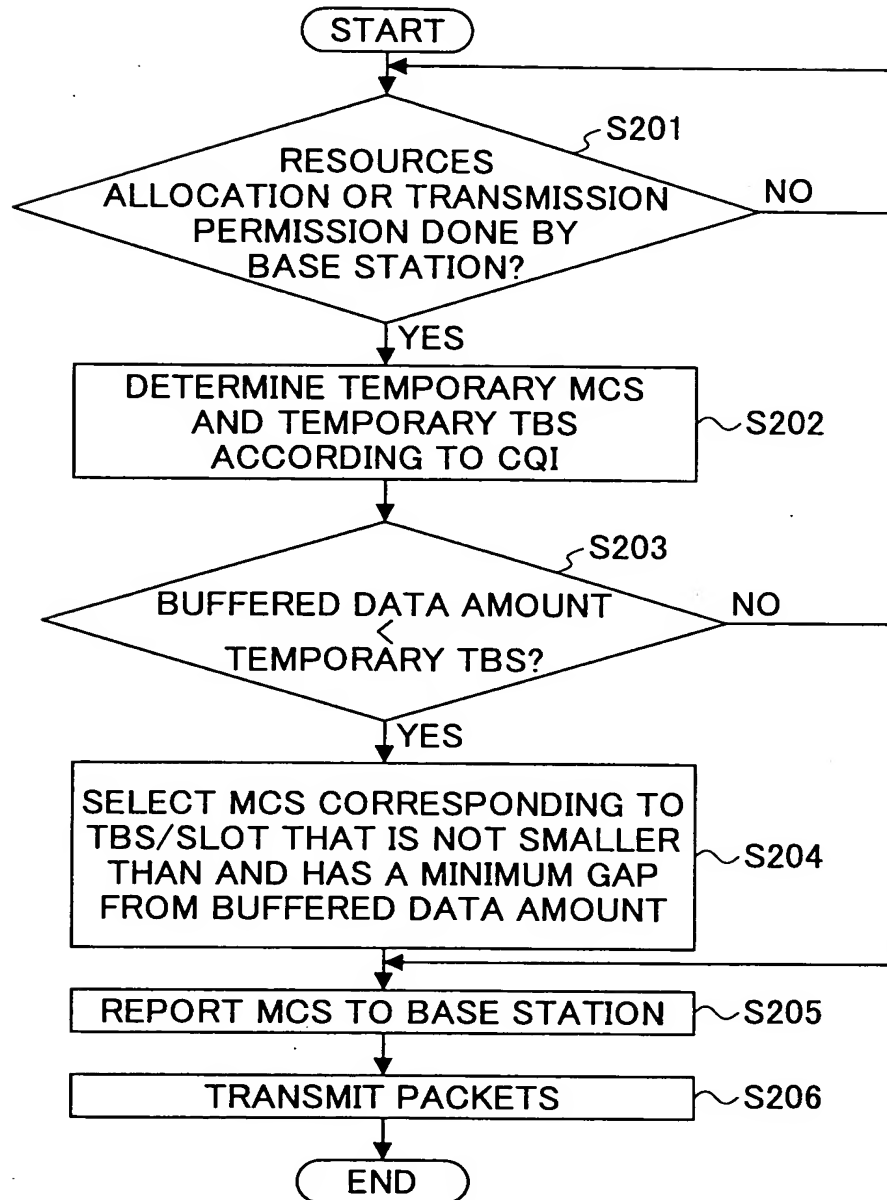 START
S201
RESOURCES
ALLOCATION OR TRANSMISSION
PERMISSION DONE BY
BASE STATION?
NO
YES
DETERMINE TEMPORARY MCS
AND TEMPORARY TBS
ACCORDING TO CQI
S202
S203
BUFFERED DATA AMOUNT
<
TEMPORARY TBS?
NO
YES
SELECT MCS CORRESPONDING TO
TBS/SLOT THAT IS NOT SMALLER
THAN AND HAS A MINIMUM GAP
FROM BUFFERED DATA AMOUNT
S204
REPORT MCS TO BASE STATION
S205
TRANSMIT PACKETS
S206
END